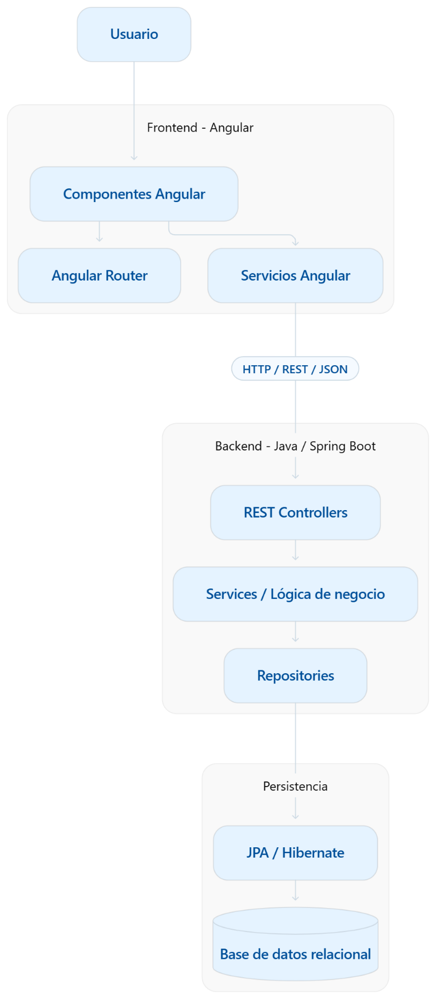 Usuario
Frontend - Angular
Componentes Angular
Angular Router
Servicios Angular
HTTP / REST / JSON
Backend - Java / Spring Boot
REST Controllers
Services / Lógica de negocio
Repositories
Persistencia
JPA / Hibernate
Base de datos relacional